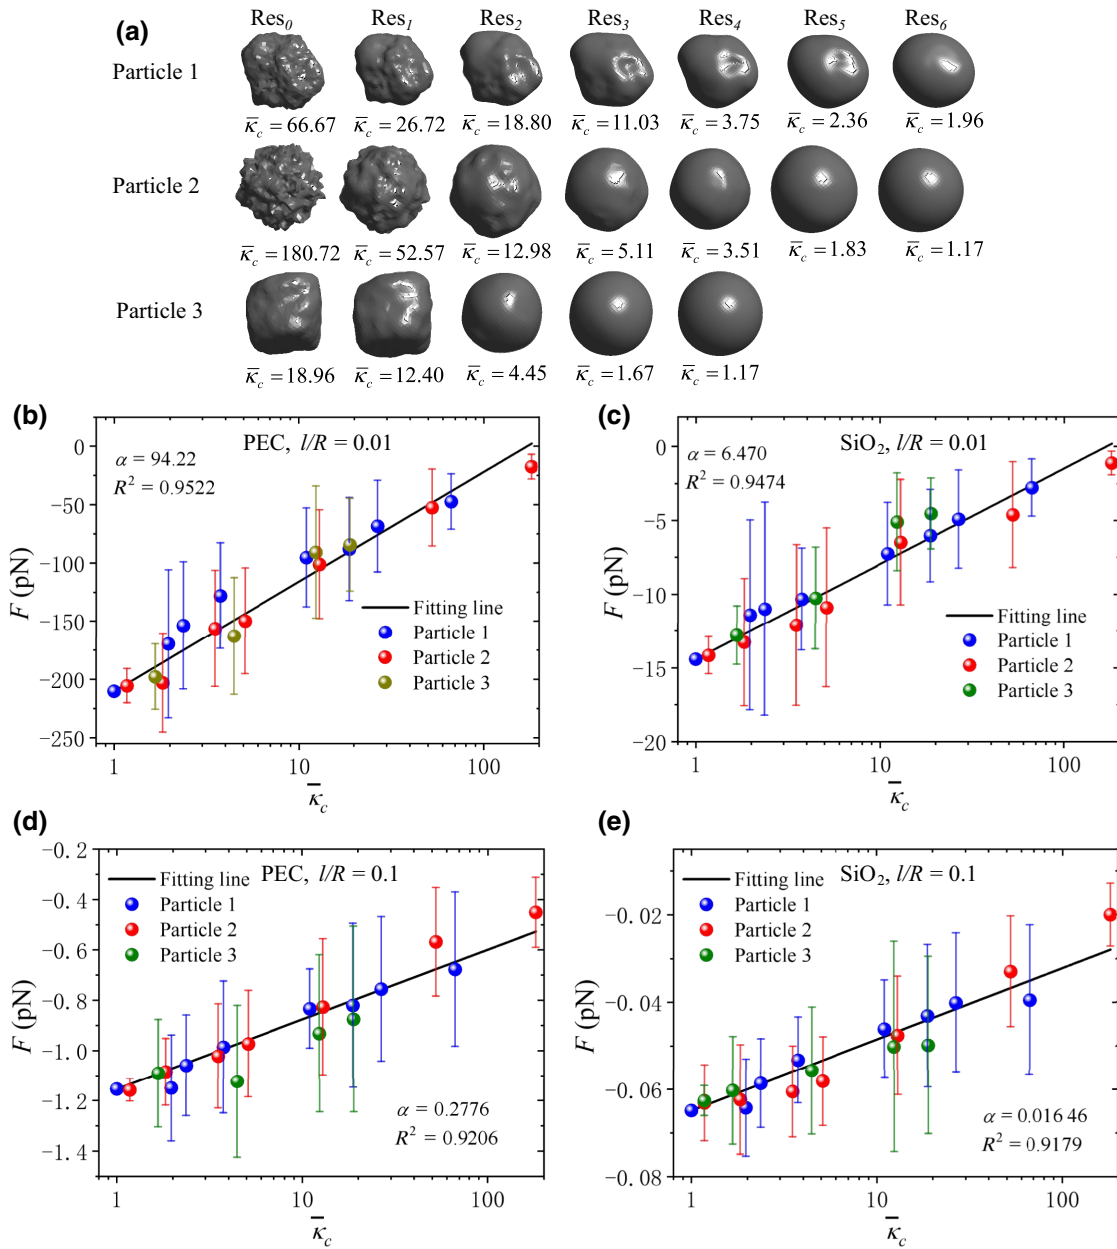 (a)
Res0 Res1 Res2 Res3 Res4 Res5 Res6
Particle 1
κ̄c = 66.67 κ̄c = 26.72 κ̄c = 18.80 κ̄c = 11.03 κ̄c = 3.75 κ̄c = 2.36 κ̄c = 1.96
Particle 2
κ̄c = 180.72 κ̄c = 52.57 κ̄c = 12.98 κ̄c = 5.11 κ̄c = 3.51 κ̄c = 1.83 κ̄c = 1.17
Particle 3
κ̄c = 18.96 κ̄c = 12.40 κ̄c = 4.45 κ̄c = 1.67 κ̄c = 1.17
(b)
PEC, l/R = 0.01
α = 94.22
R² = 0.9522
F (pN)
0
−50
−100
−150
−200
−250
Fitting line
Particle 1
Particle 2
Particle 3
1 10 100
κ̄c
(c)
SiO₂, l/R = 0.01
α = 6.470
R² = 0.9474
F (pN)
0
−5
−10
−15
−20
Fitting line
Particle 1
Particle 2
Particle 3
1 10 100
κ̄c
(d)
PEC, l/R = 0.1
Fitting line
Particle 1
Particle 2
Particle 3
F (pN)
−0.2
−0.4
−0.6
−0.8
−1.0
−1.2
−1.4
α = 0.2776
R² = 0.9206
1 10 100
κ̄c
(e)
SiO₂, l/R = 0.1
Fitting line
Particle 1
Particle 2
Particle 3
F (pN)
−0.02
−0.04
−0.06
−0.08
α = 0.016 46
R² = 0.9179
1 10 100
κ̄c